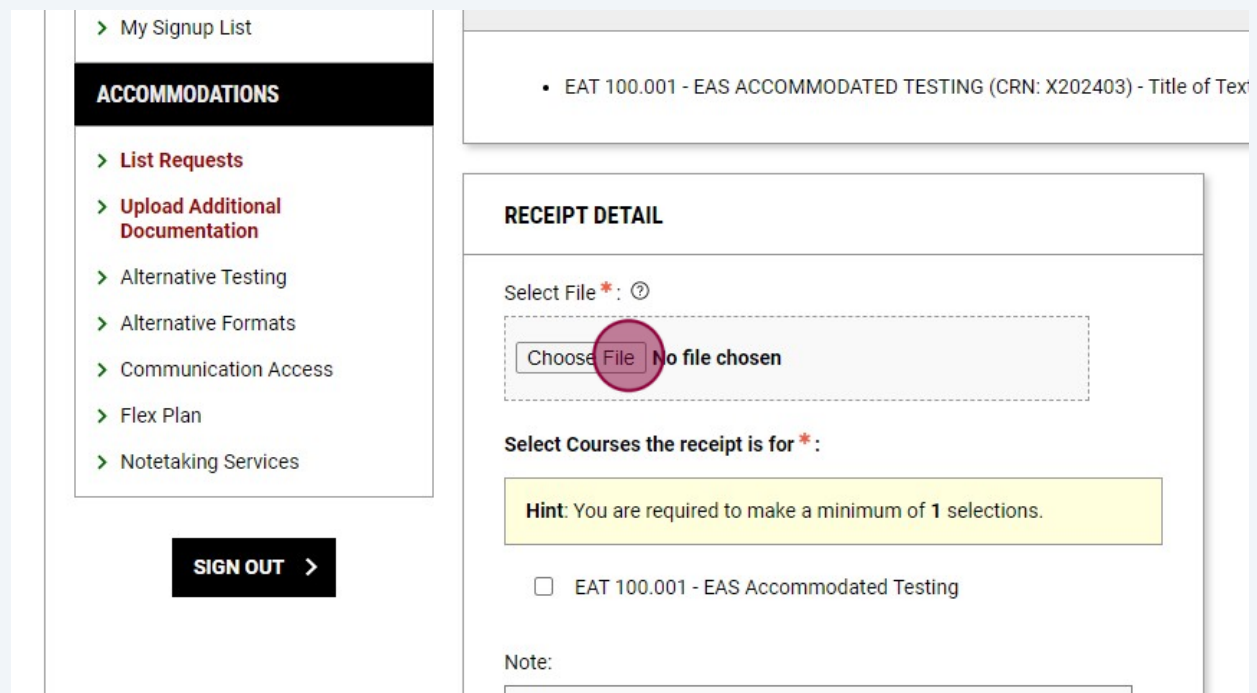 My Signup List
ACCOMMODATIONS
List Requests
Upload Additional
Documentation
Alternative Testing
Alternative Formats
Communication Access
Flex Plan
Notetaking Services
SIGN OUT
• EAT 100.001 - EAS ACCOMMODATED TESTING (CRN: X202403) - Title of Text
RECEIPT DETAIL
Select File * :
Choose File No file chosen
Select Courses the receipt is for * :
Hint: You are required to make a minimum of 1 selections.
EAT 100.001 - EAS Accommodated Testing
Note: